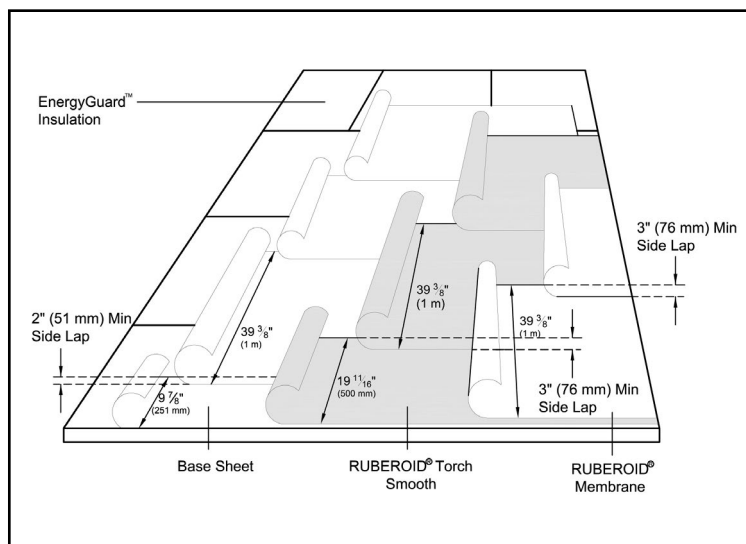 EnergyGuard™
Insulation
3" (76 mm) Min
Side Lap
39 3/8"
(1 m)
2" (51 mm) Min
Side Lap
39 3/8"
(1 m)
39 3/8"
(1 m)
9 7/8"
(251 mm)
19 11/16"
(500 mm)
3" (76 mm) Min
Side Lap
Base Sheet
RUBEROID® Torch
Smooth
RUBEROID®
Membrane